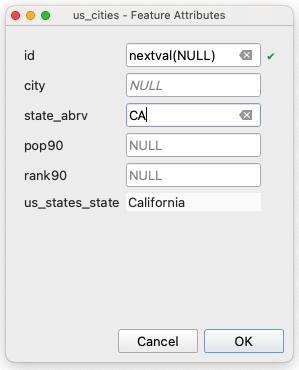 us_cities - Feature Attributes
id nextval(NULL) ✔
city NULL
state_abrv CA
pop90 NULL
rank90 NULL
us_states_state California
Cancel OK